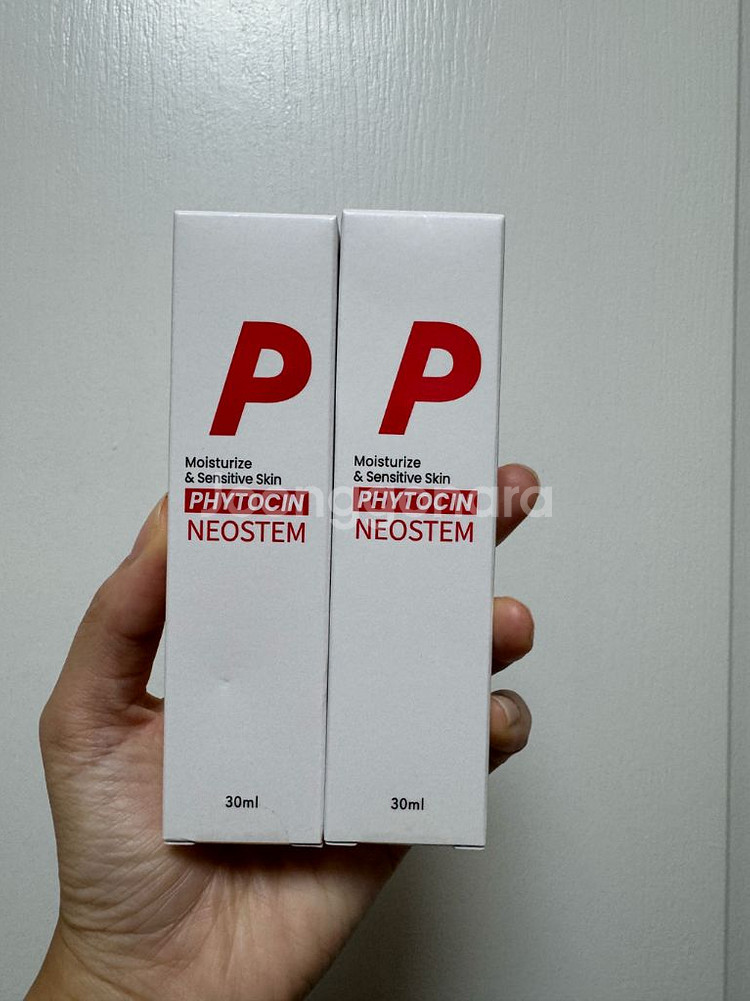 P
Moisturize
& Sensitive Skin
PHYTOCIN
NEOSTEM
30ml
P
Moisturize
& Sensitive Skin
PHYTOCIN
NEOSTEM
30ml